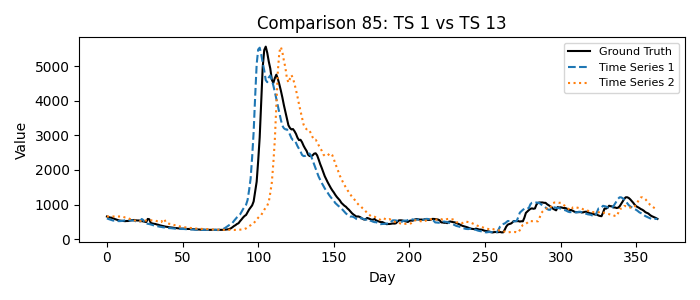 Comparison 85: TS 1 vs TS 13
Value
5000
4000
3000
2000
1000
0
Ground Truth
Time Series 1
Time Series 2
0 50 100 150 200 250 300 350
Day